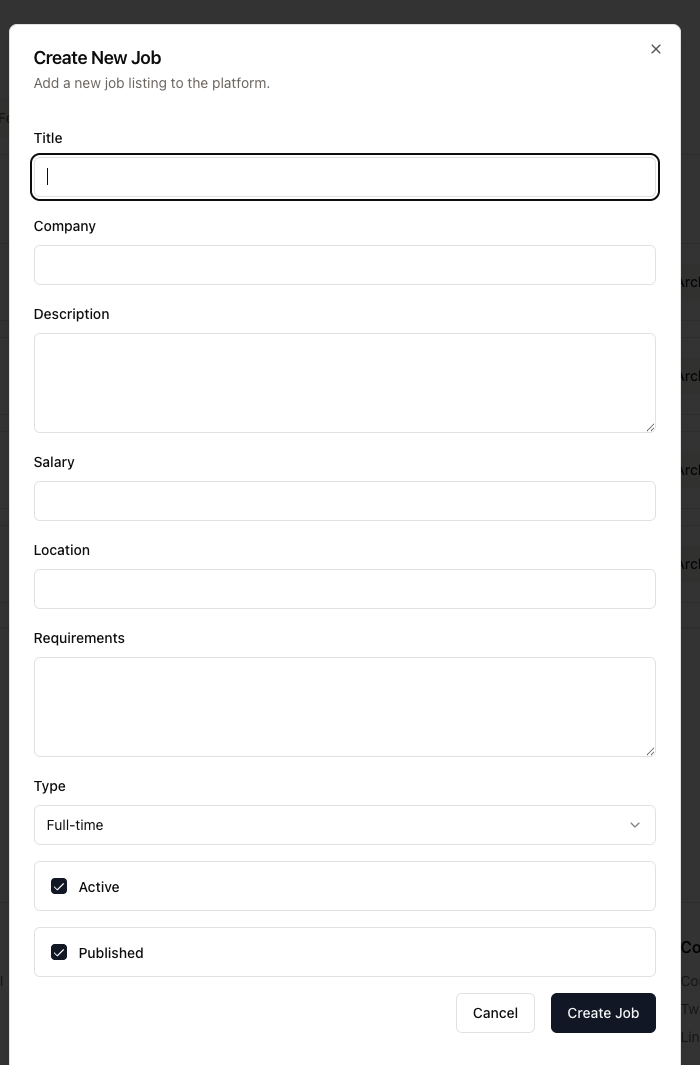 Create New Job
Add a new job listing to the platform.
Title
Company
Description
Salary
Location
Requirements
Type
Full-time
Active
Published
Cancel
Create Job